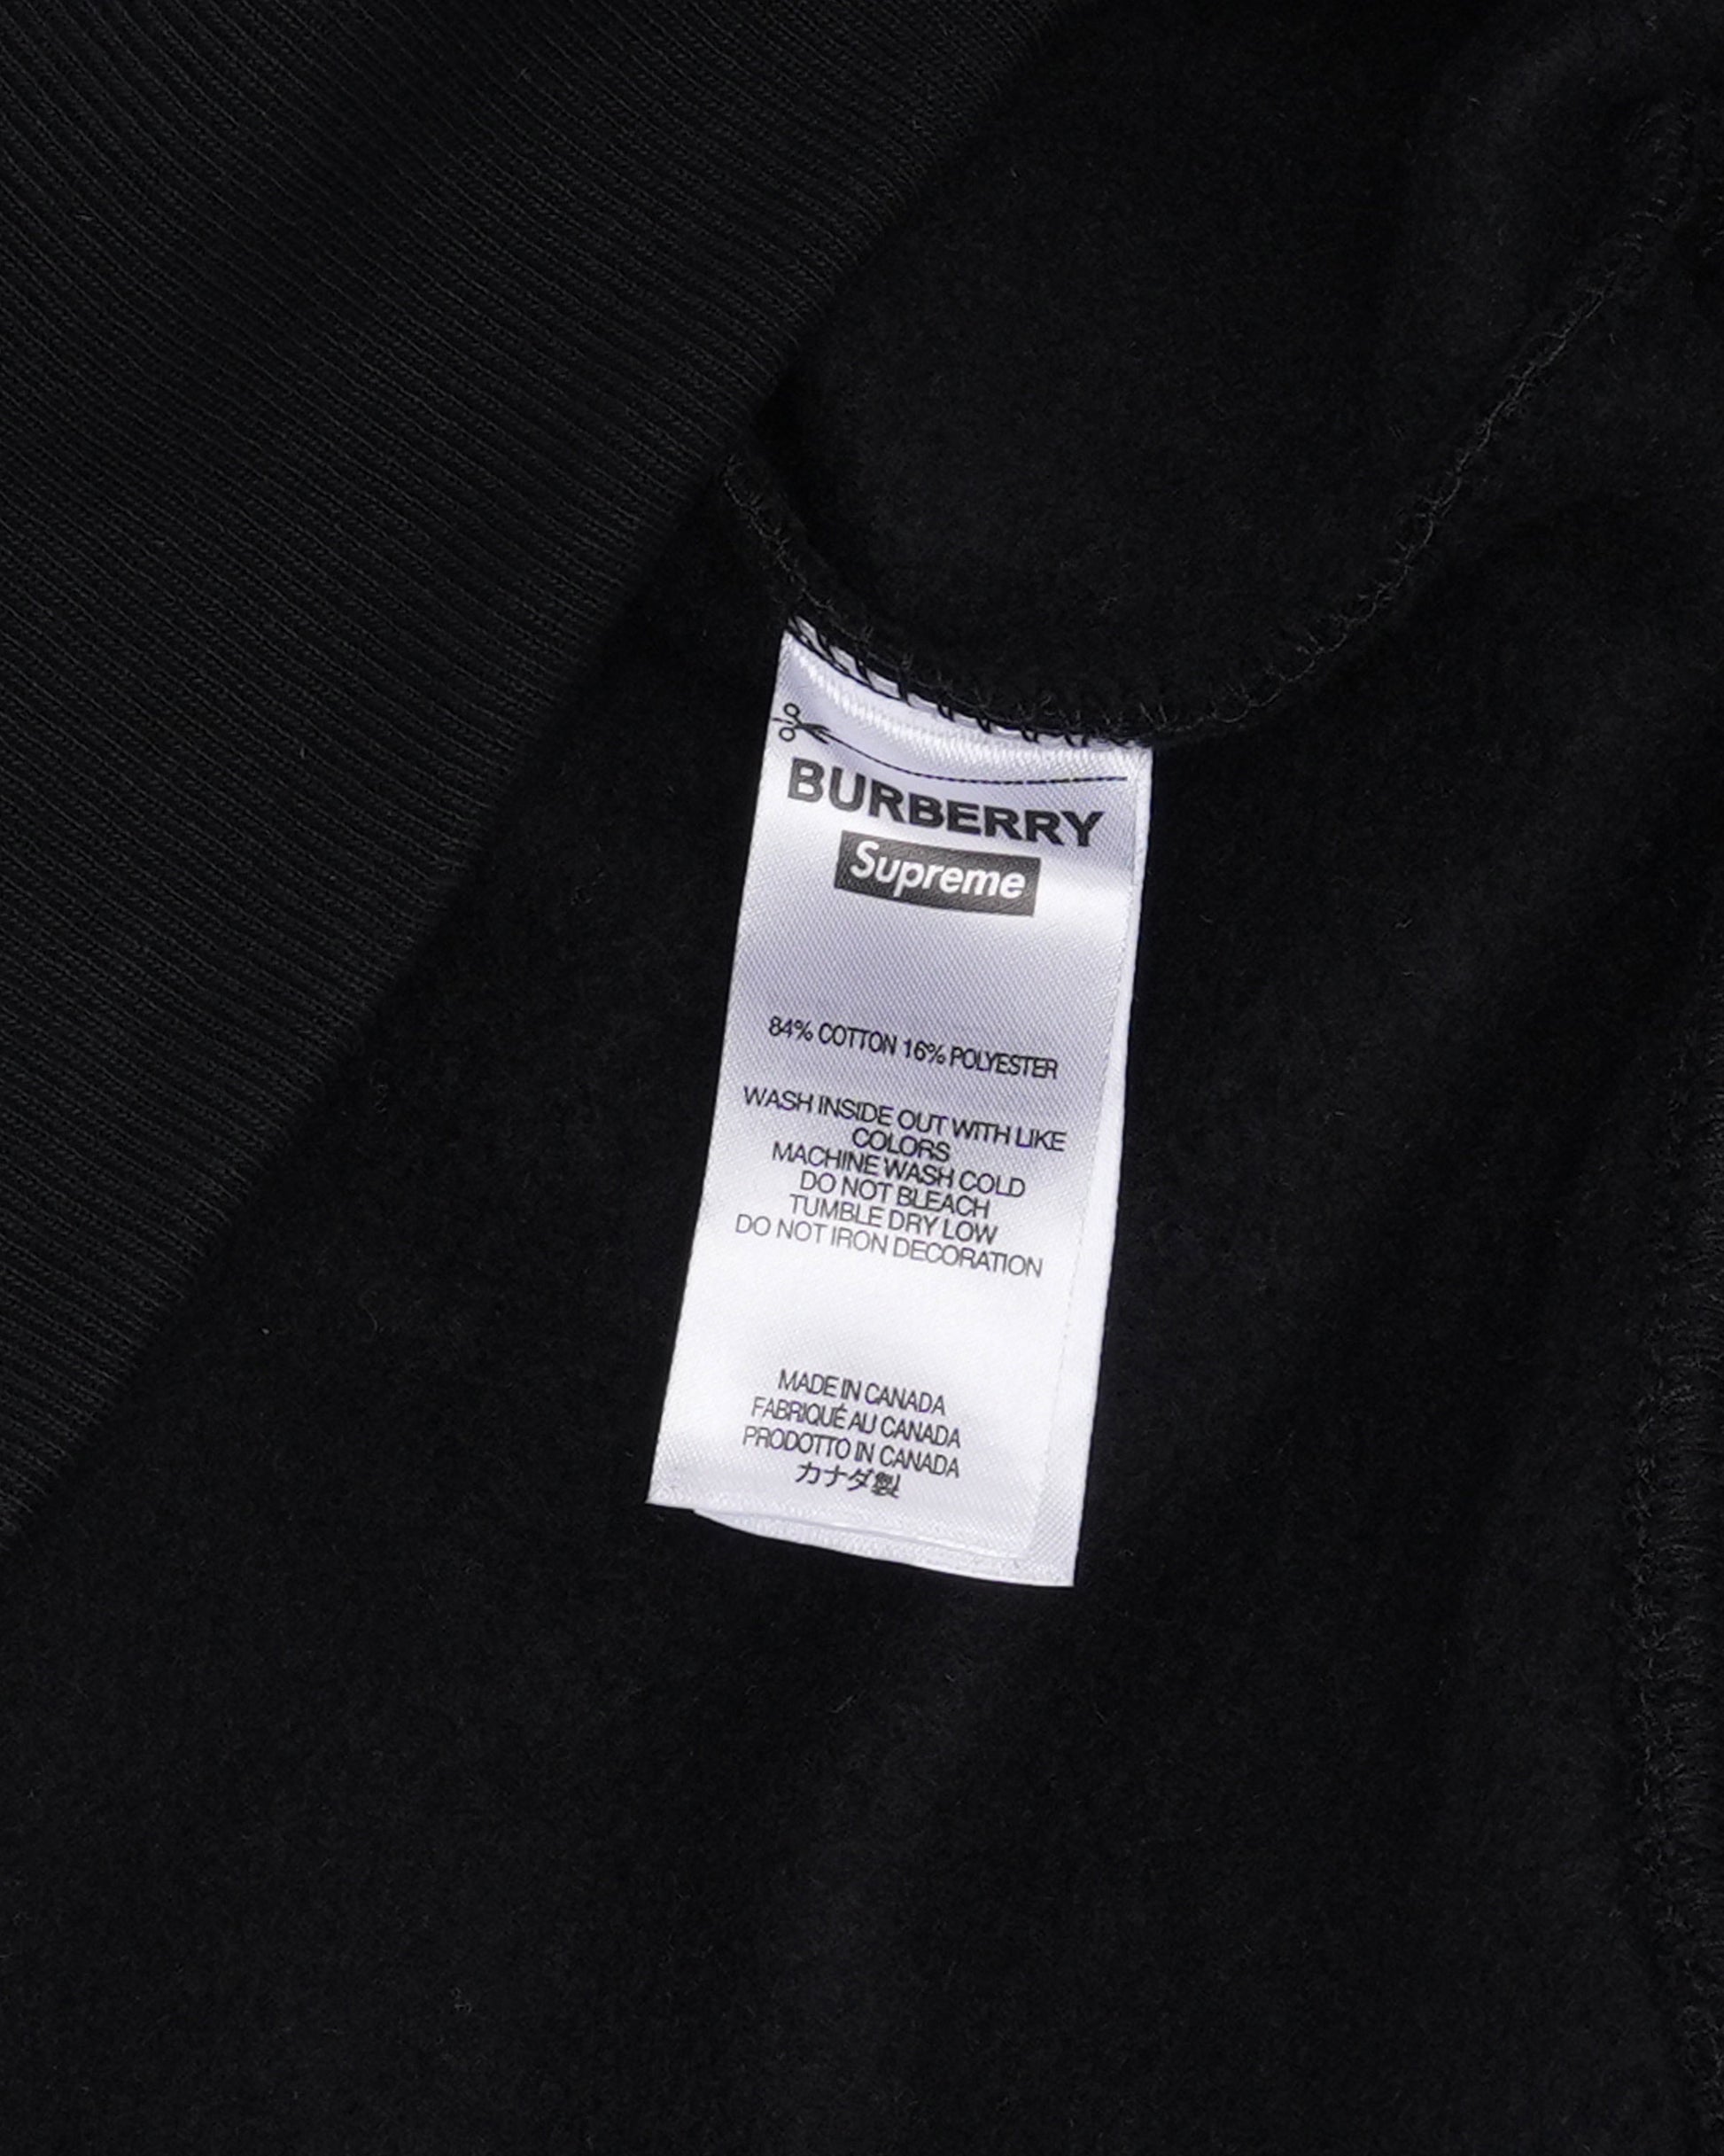 BURBERRY
Supreme
84% COTTON 16% POLYESTER
WASH INSIDE OUT WITH LIKE
COLORS
MACHINE WASH COLD
DO NOT BLEACH
TUMBLE DRY LOW
DO NOT IRON DECORATION
MADE IN CANADA
FABRIQUÉ AU CANADA
PRODOTTO IN CANADA
カナダ製